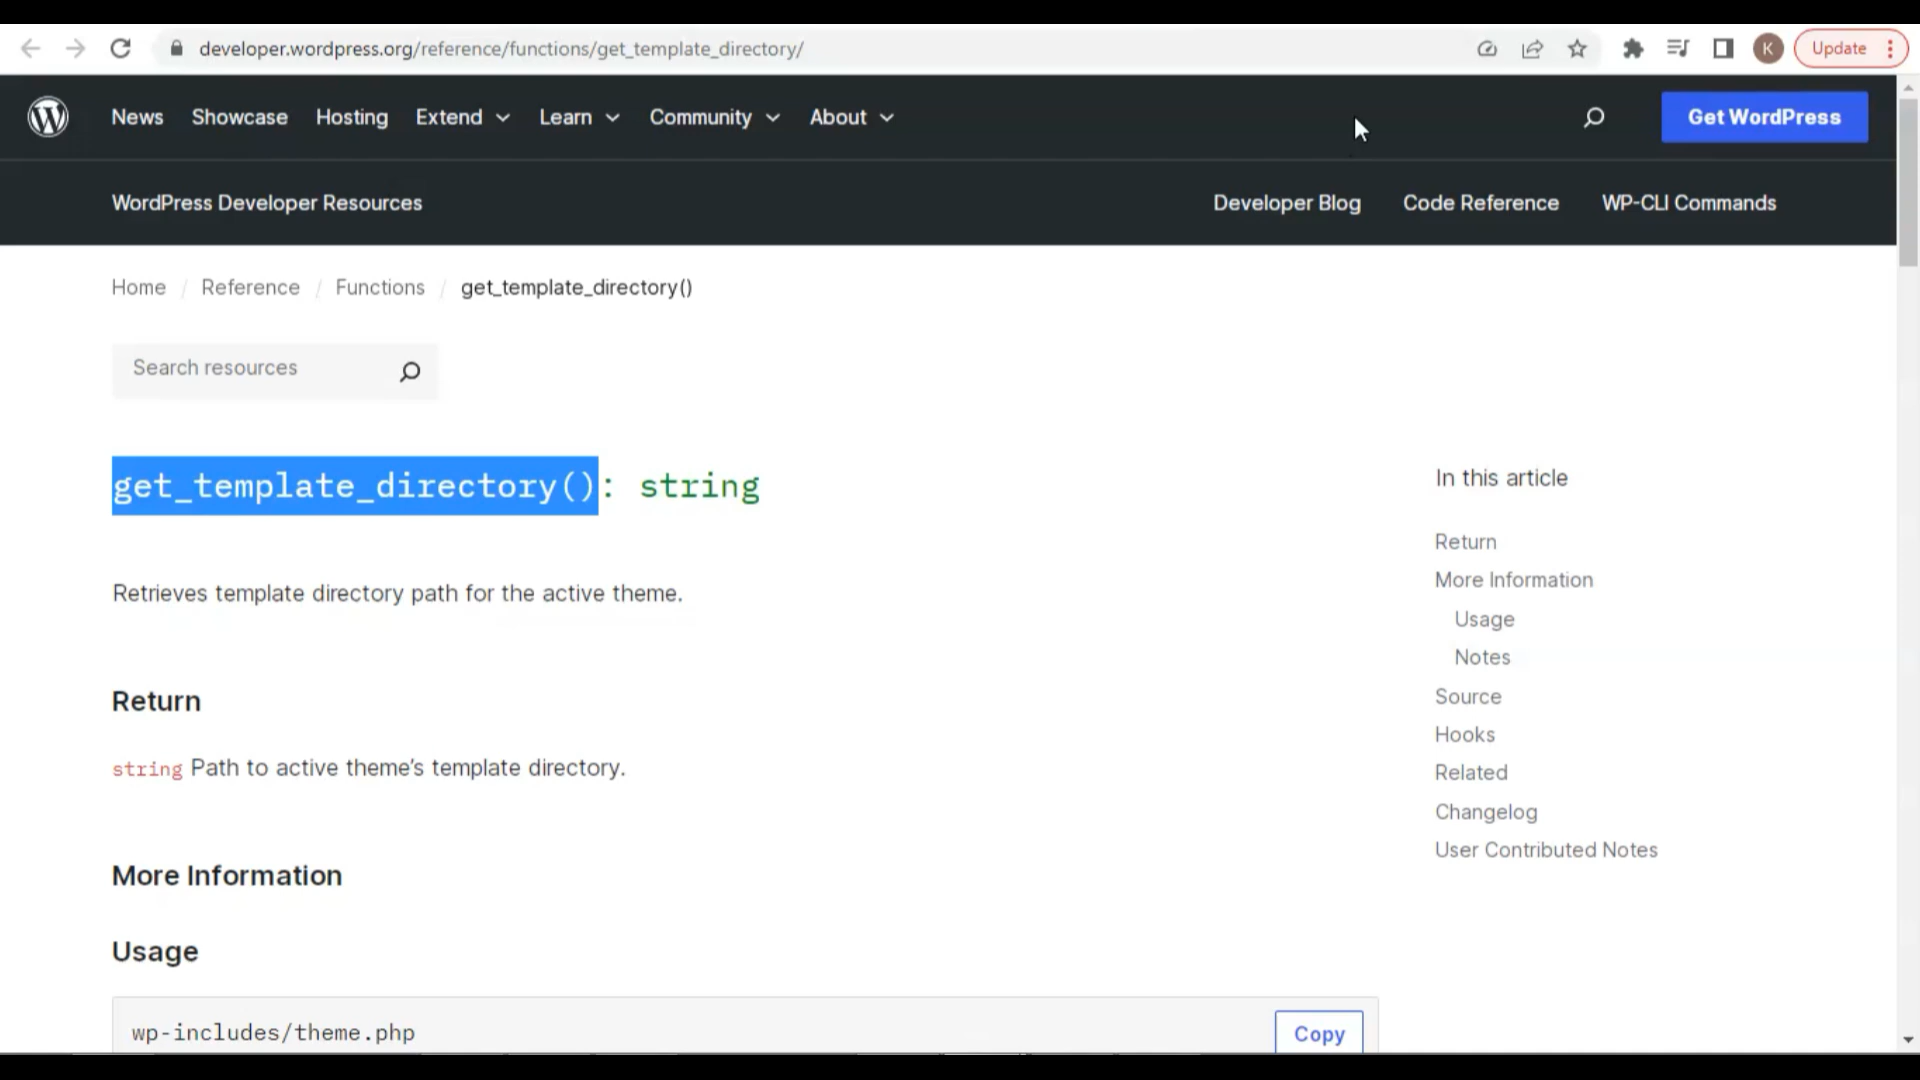 developer.wordpress.org/reference/functions/get_template_directory/
K
Update
W
News Showcase Hosting Extend Learn Community About
Get WordPress
WordPress Developer Resources
Developer Blog Code Reference WP-CLI Commands
Home / Reference / Functions / get_template_directory()
Search resources
get_template_directory(): string
Retrieves template directory path for the active theme.
Return
string Path to active theme’s template directory.
More Information
Usage
wp-includes/theme.php
Copy
In this article
Return
More Information
Usage
Notes
Source
Hooks
Related
Changelog
User Contributed Notes